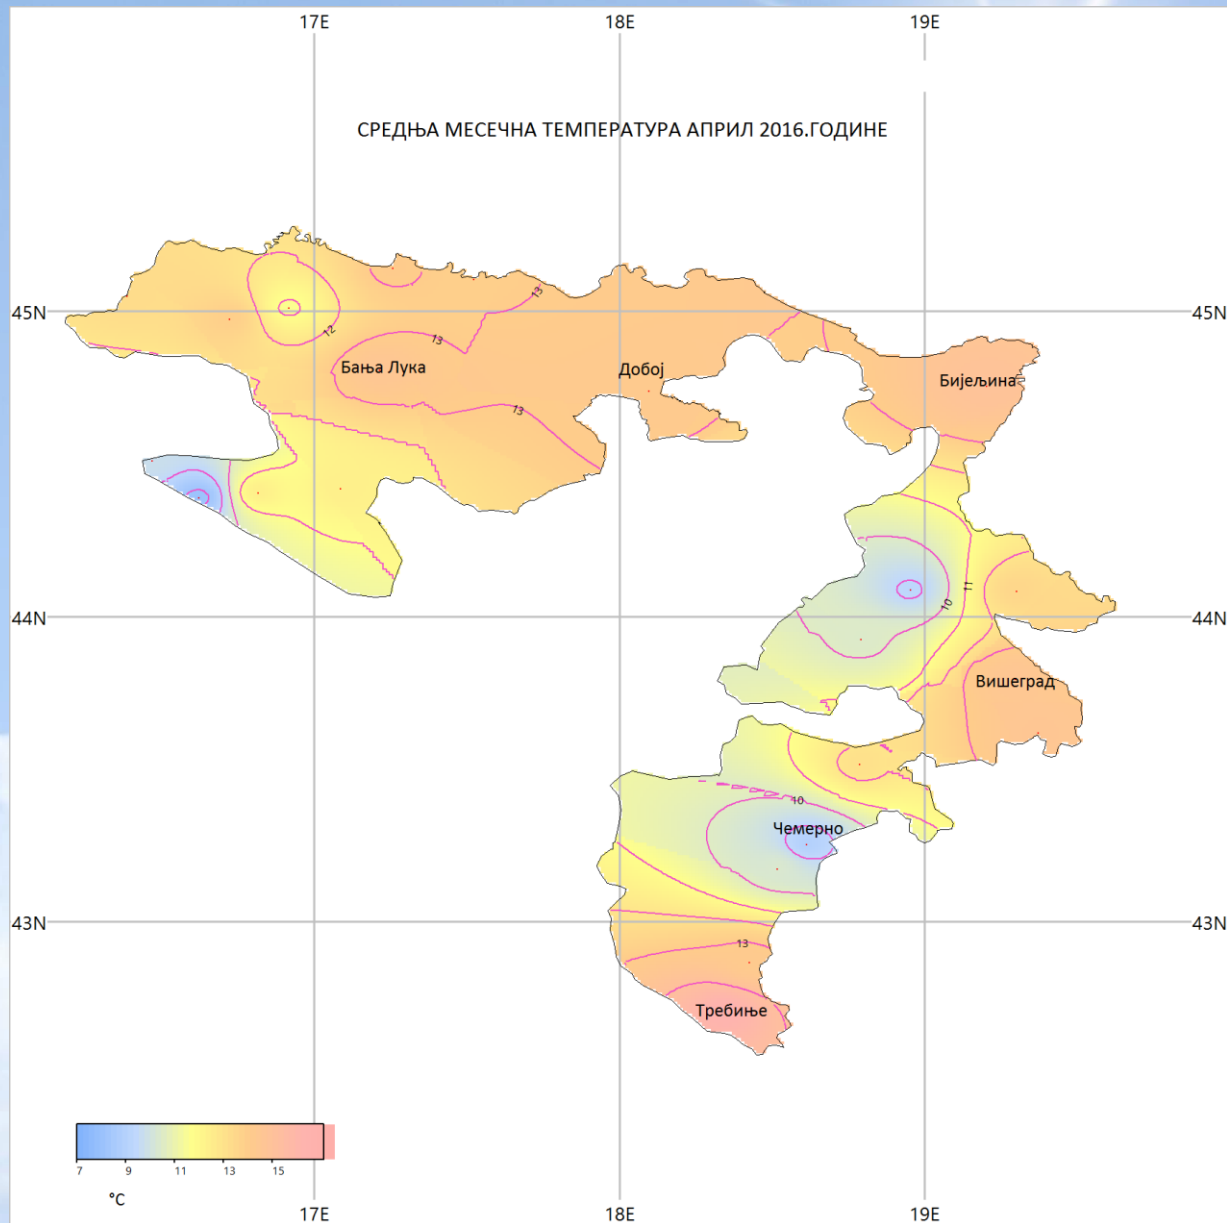 17E 18E 19E
СРЕДЊА МЕСЕЧНА ТЕМПЕРАТУРА АПРИЛ 2016.ГОДИНЕ
13
45N 45N
12 13
Бања Лука Добој Бијељина
13
10 11
44N 44N
Вишеград
10
Чемерно
43N 43N
13
Требиње
7 9 11 13 15
°C
17E 18E 19E